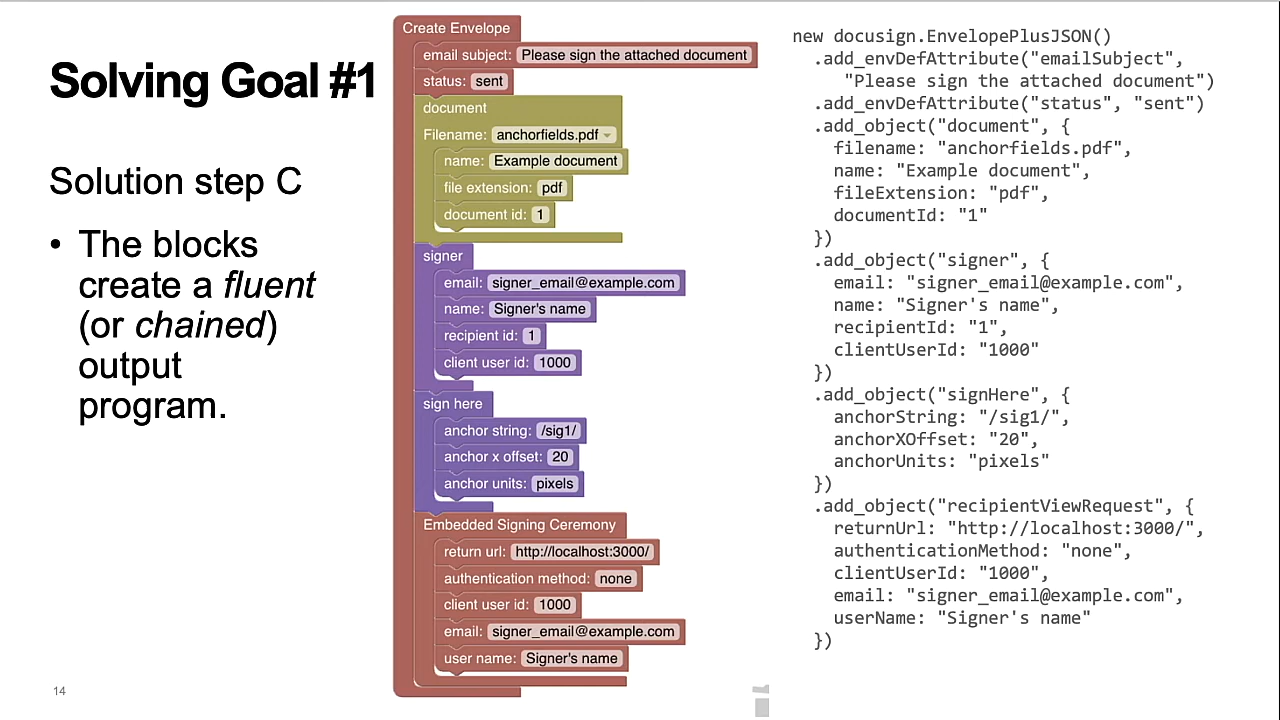 Solving Goal #1
Solution step C
• The blocks
create a fluent
(or chained)
output
program.
14
Create Envelope
email subject: Please sign the attached document
status: sent
document
Filename: anchorfields.pdf
name: Example document
file extension: pdf
document id: 1
signer
email: signer_email@example.com
name: Signer's name
recipient id: 1
client user id: 1000
sign here
anchor string: /sig1/
anchor x offset: 20
anchor units: pixels
Embedded Signing Ceremony
return url: http://localhost:3000/
authentication method: none
client user id: 1000
email: signer_email@example.com
user name: Signer's name
new docusign.EnvelopePlusJSON()
.add_envDefAttribute("emailSubject",
"Please sign the attached document")
.add_envDefAttribute("status", "sent")
.add_object("document", {
filename: "anchorfields.pdf",
name: "Example document",
fileExtension: "pdf",
documentId: "1"
})
.add_object("signer", {
email: "signer_email@example.com",
name: "Signer's name",
recipientId: "1",
clientUserId: "1000"
})
.add_object("signHere", {
anchorString: "/sig1/",
anchorXOffset: "20",
anchorUnits: "pixels"
})
.add_object("recipientViewRequest", {
returnUrl: "http://localhost:3000/",
authenticationMethod: "none",
clientUserId: "1000",
email: "signer_email@example.com",
userName: "Signer's name"
})